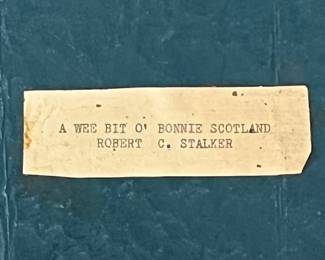 A WEE BIT O' BONNIE SCOTLAND
ROBERT C. STALKER